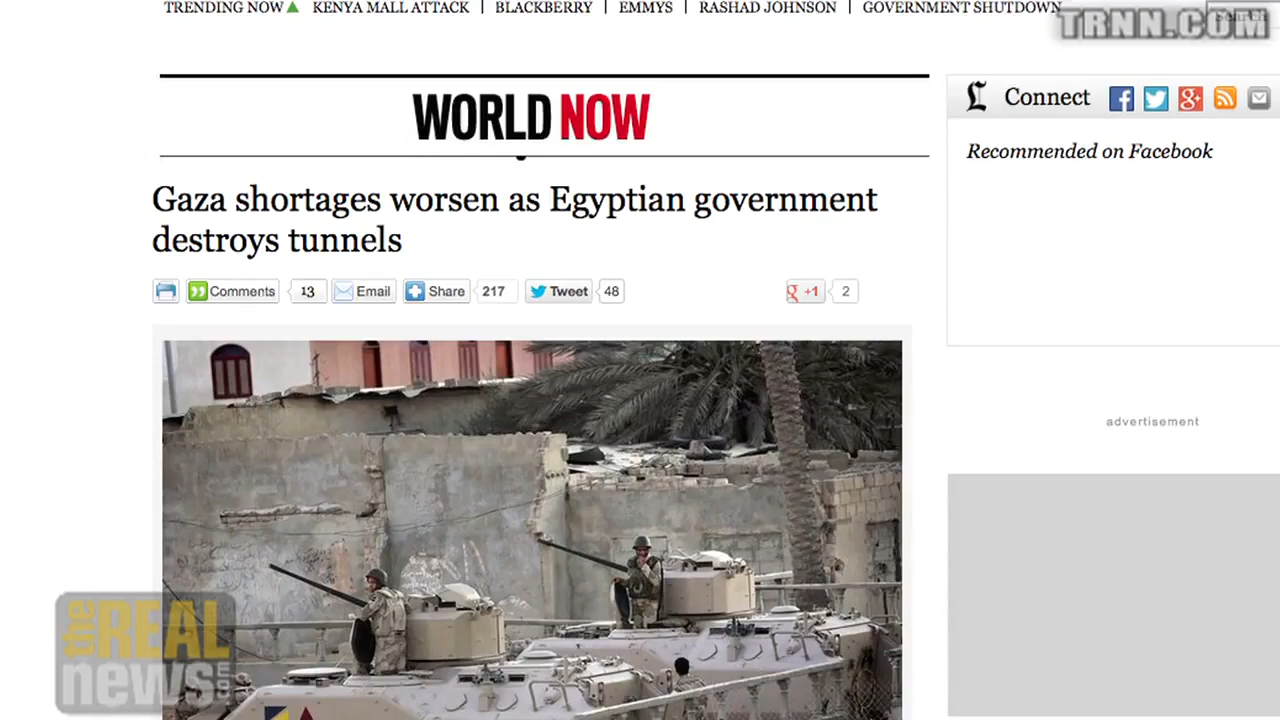 TRENDING NOW KENYA MALL ATTACK | BLACKBERRY | EMMYS | RASHAD JOHNSON | GOVERNMENT SHUTDOWN
TRNN.COM
Search
WORLD NOW
L Connect
Recommended on Facebook
Gaza shortages worsen as Egyptian government
destroys tunnels
Comments 13 Email Share 217 Tweet 48 g +1 2
advertisement
the REAL
news.com